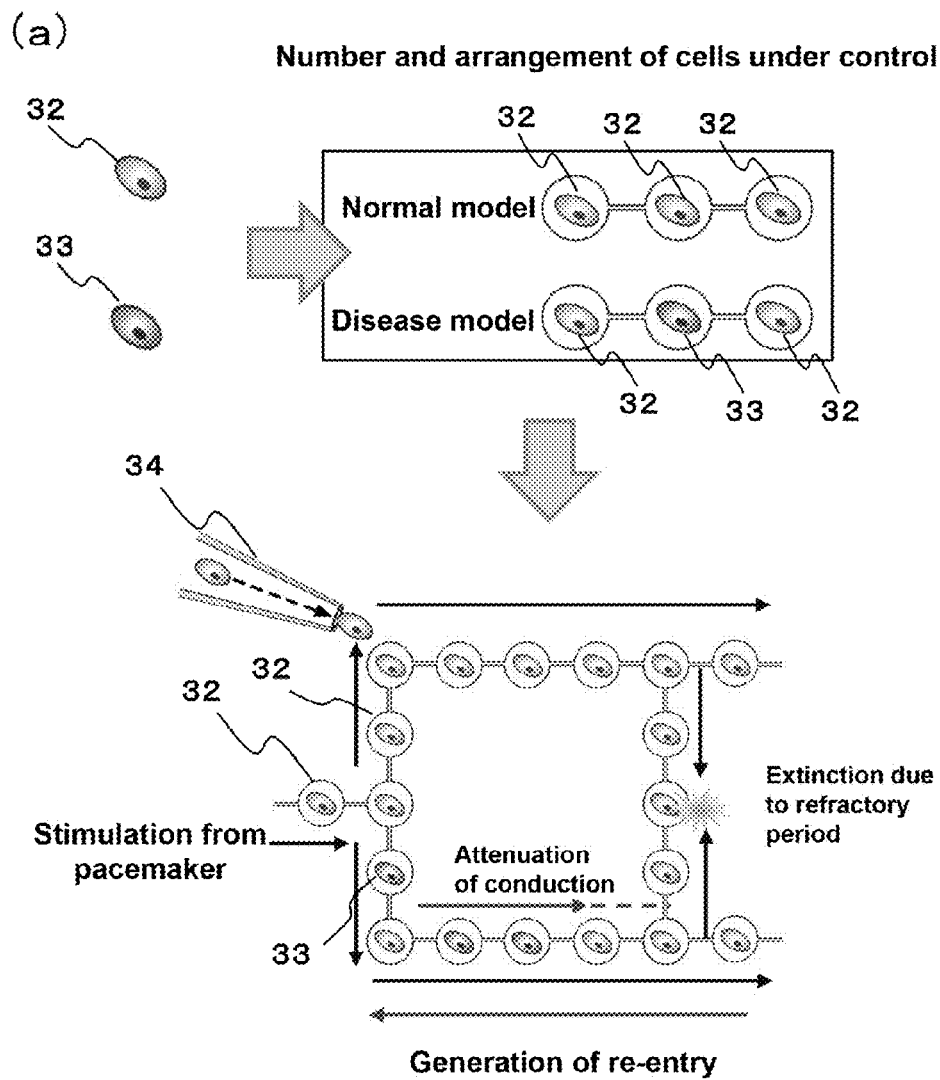 (a)
Number and arrangement of cells under control
32
32
32
32
Normal model
33
Disease model
32
33
32
34
32
32
Extinction due
to refractory
period
Stimulation from
pacemaker
Attenuation
of conduction
33
Generation of re-entry